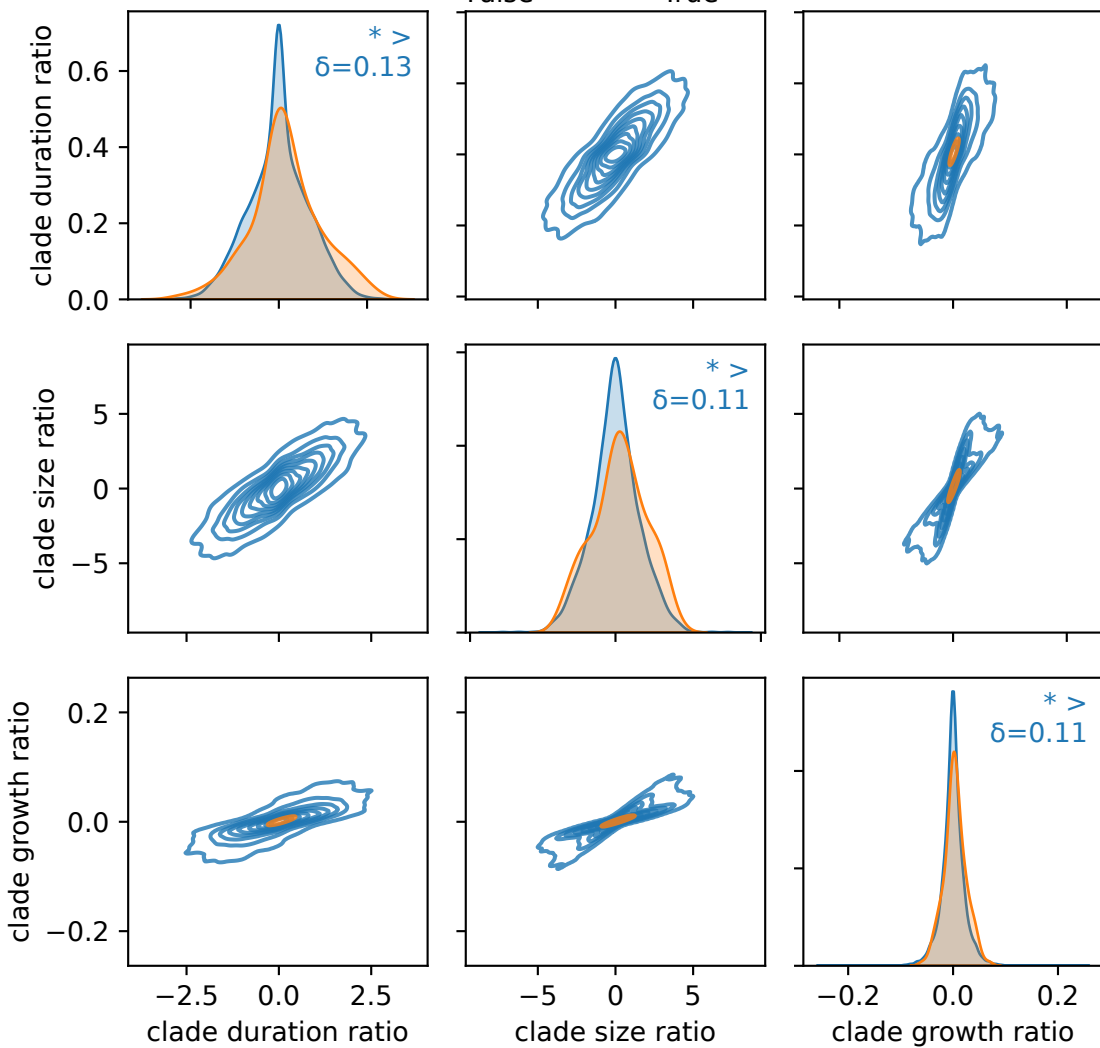 False True
clade duration ratio
0.6
0.4
0.2
0.0
* >
δ=0.13
clade size ratio
5
0
−5
* >
δ=0.11
clade growth ratio
0.2
0.0
−0.2
* >
δ=0.11
−2.5 0.0 2.5
−5 0 5
−0.2 0.0 0.2
clade duration ratio
clade size ratio
clade growth ratio